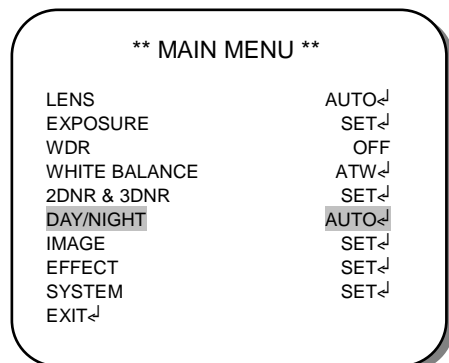 ** MAIN MENU **
LENS AUTO↲
EXPOSURE SET↲
WDR OFF
WHITE BALANCE ATW↲
2DNR & 3DNR SET↲
DAY/NIGHT AUTO↲
IMAGE SET↲
EFFECT SET↲
SYSTEM SET↲
EXIT↲